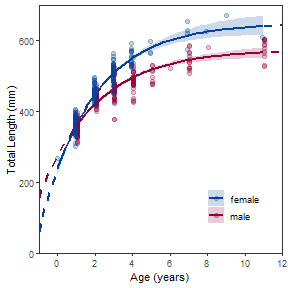 600
400
200
0
Total Length (mm)
female
male
0 2 4 6 8 10 12
Age (years)